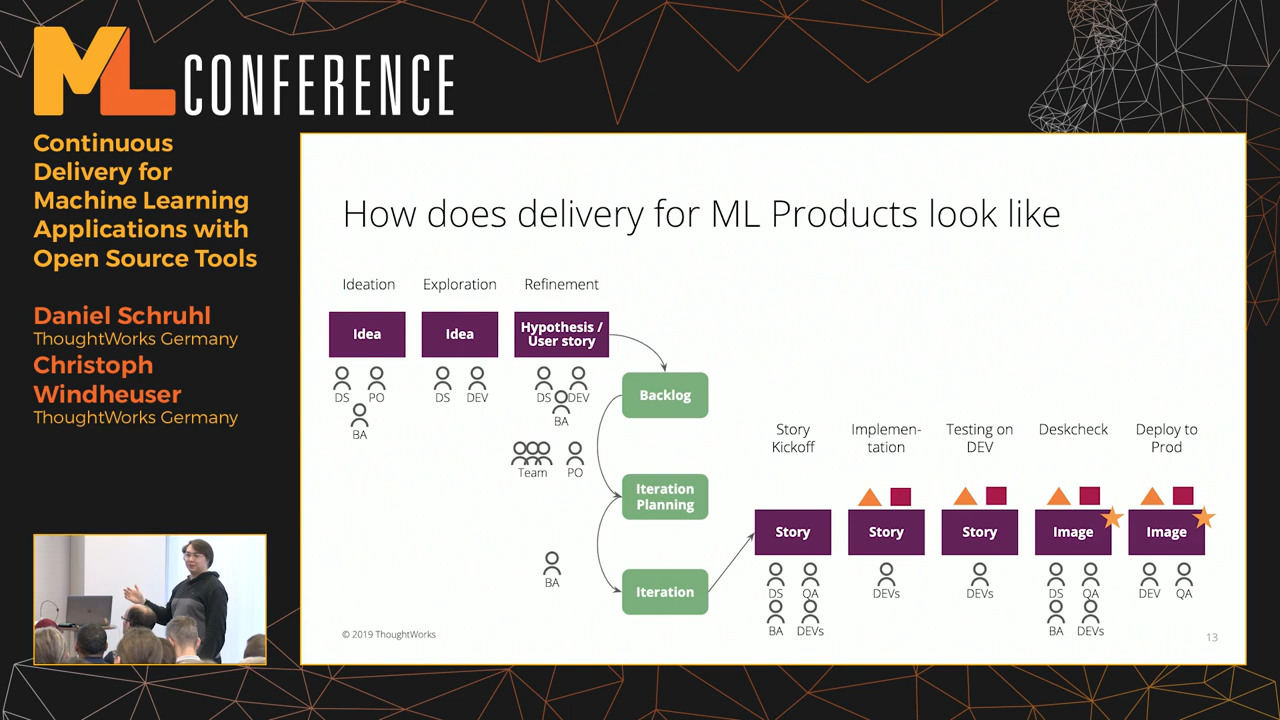 ML CONFERENCE
Continuous
Delivery for
Machine Learning
Applications with
Open Source Tools
Daniel Schruhl
ThoughtWorks Germany
Christoph
Windheuser
ThoughtWorks Germany
How does delivery for ML Products look like
Ideation Exploration Refinement
Idea Idea Hypothesis /
User story
DS PO DS DEV DS DEV
BA BA
Team PO
Backlog
Iteration
Planning
BA
Iteration
Story
Kickoff
Implemen-
tation
Testing on
DEV
Deskcheck
Deploy to
Prod
Story Story Story Image Image
DS QA DEVs DEVs DS QA DEV QA
BA DEVs BA DEVs
© 2019 ThoughtWorks
13